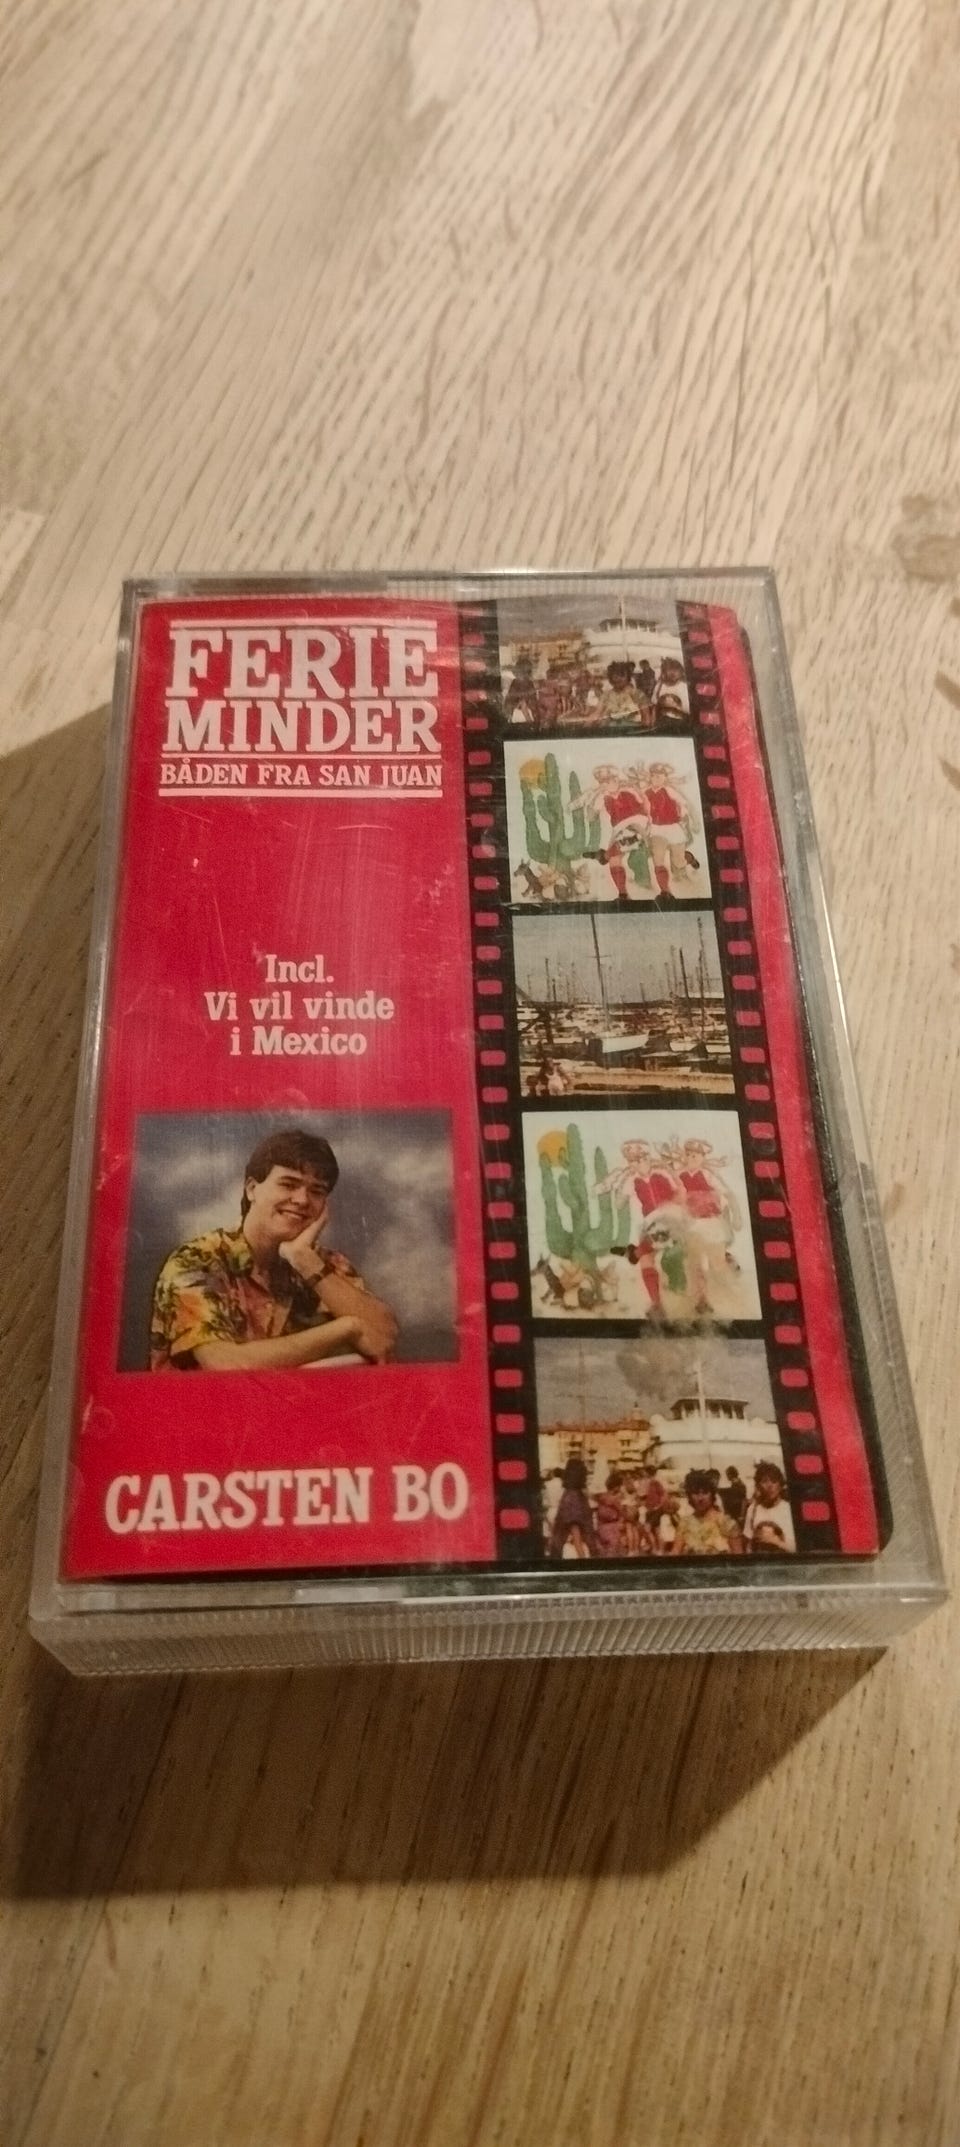 FERIE
MINDER
BÅDEN FRA SAN JUAN
Incl.
Vi vil vinde
i Mexico
CARSTEN BO